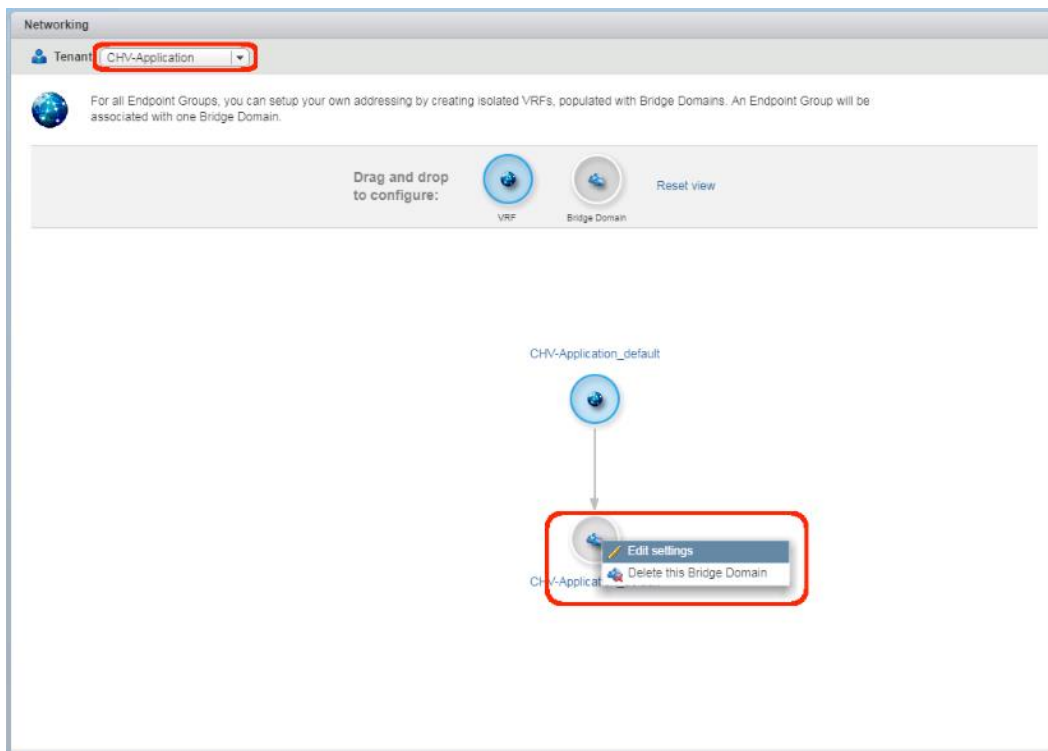 Networking
Tenant CHV-Application
For all Endpoint Groups, you can setup your own addressing by creating isolated VRFs, populated with Bridge Domains. An Endpoint Group will be
associated with one Bridge Domain.
Drag and drop
to configure:
VRF
Bridge Domain
Reset view
CHV-Application_default
Edit settings
Delete this Bridge Domain